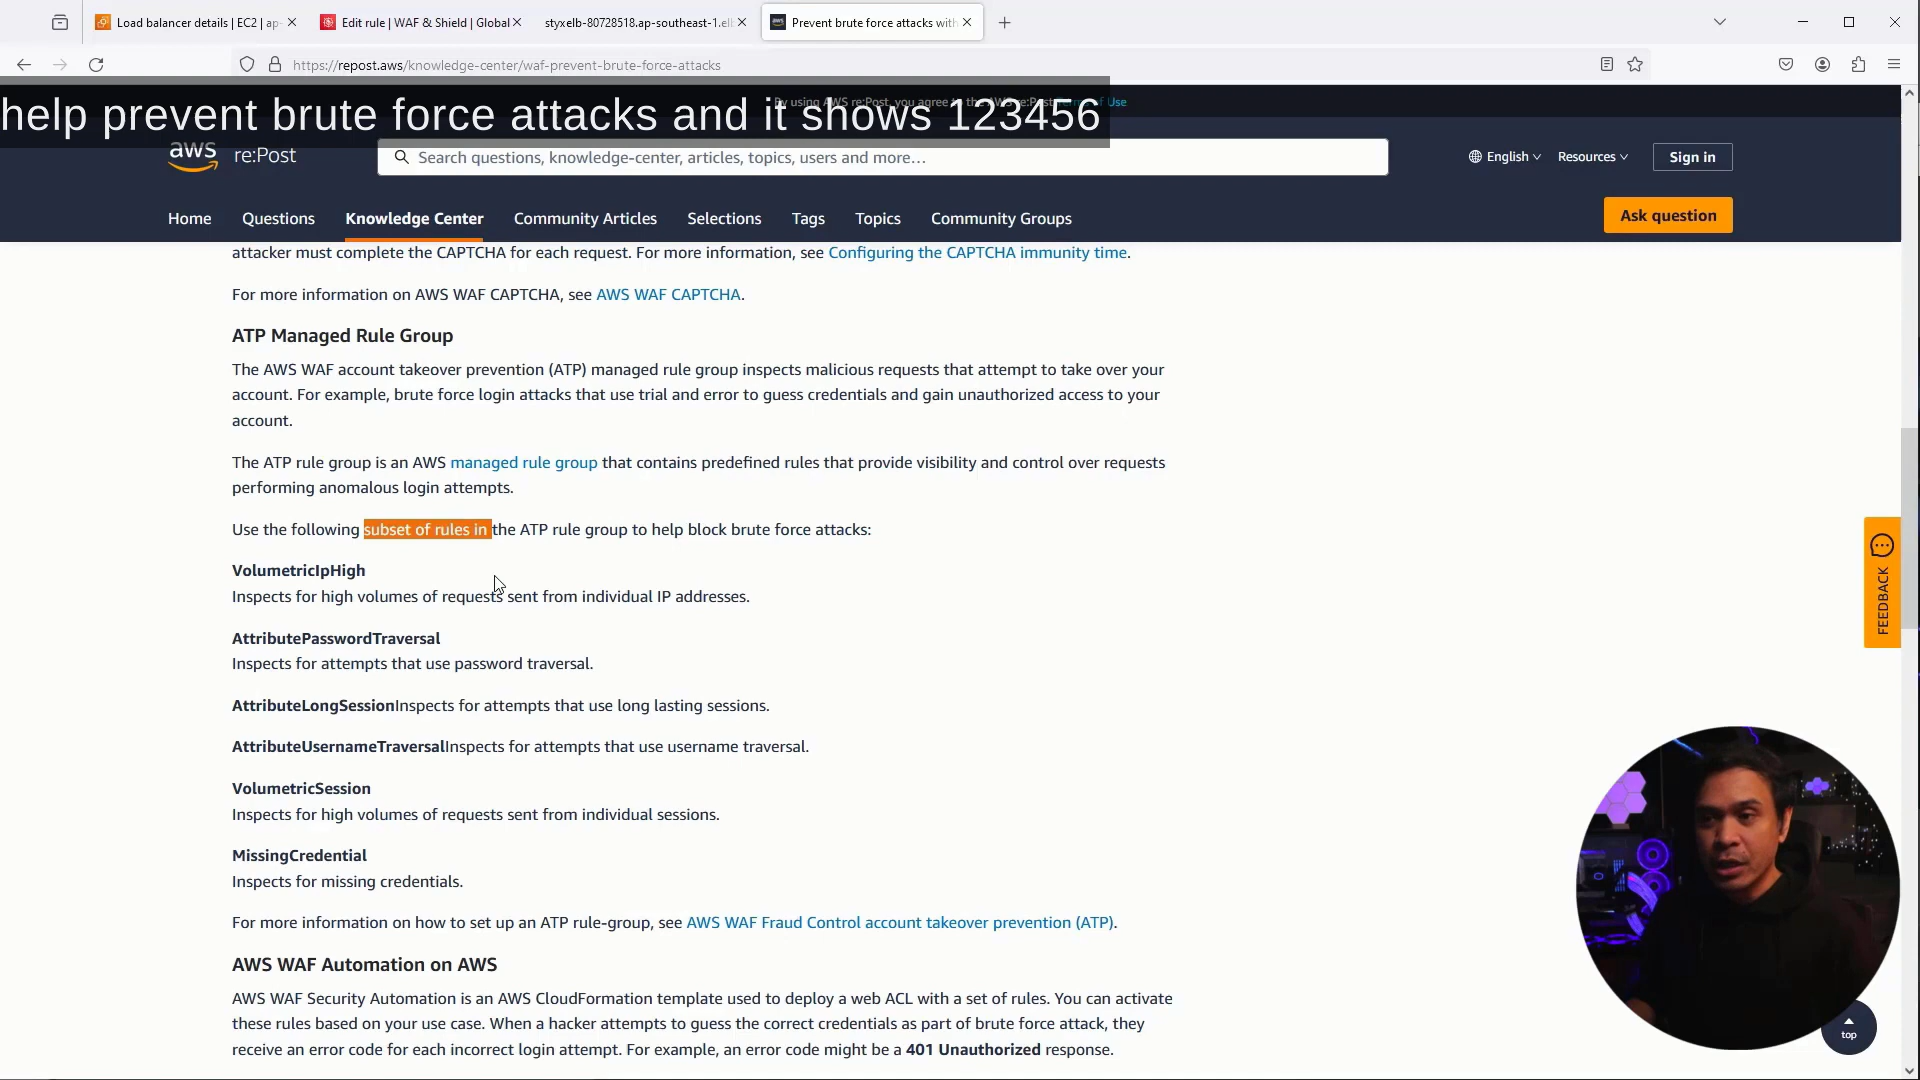 Load balancer details | EC2 | ap-
Edit rule | WAF & Shield | Global
styxelb-80728518.ap-southeast-1.elb
Prevent brute force attacks with
https://repost.aws/knowledge-center/waf-prevent-brute-force-attacks
By using AWS re:Post, you agree to the AWS re:Post Terms of Use
help prevent brute force attacks and it shows 123456
aws re:Post
Search questions, knowledge-center, articles, topics, users and more...
English Resources Sign in
Home Questions Knowledge Center Community Articles Selections Tags Topics Community Groups Ask question
attacker must complete the CAPTCHA for each request. For more information, see Configuring the CAPTCHA immunity time.
For more information on AWS WAF CAPTCHA, see AWS WAF CAPTCHA.
ATP Managed Rule Group
The AWS WAF account takeover prevention (ATP) managed rule group inspects malicious requests that attempt to take over your
account. For example, brute force login attacks that use trial and error to guess credentials and gain unauthorized access to your
account.
The ATP rule group is an AWS managed rule group that contains predefined rules that provide visibility and control over requests
performing anomalous login attempts.
Use the following subset of rules in the ATP rule group to help block brute force attacks:
VolumetricIpHigh
Inspects for high volumes of requests sent from individual IP addresses.
AttributePasswordTraversal
Inspects for attempts that use password traversal.
AttributeLongSessionInspects for attempts that use long lasting sessions.
AttributeUsernameTraversalInspects for attempts that use username traversal.
VolumetricSession
Inspects for high volumes of requests sent from individual sessions.
MissingCredential
Inspects for missing credentials.
For more information on how to set up an ATP rule-group, see AWS WAF Fraud Control account takeover prevention (ATP).
AWS WAF Automation on AWS
AWS WAF Security Automation is an AWS CloudFormation template used to deploy a web ACL with a set of rules. You can activate
these rules based on your use case. When a hacker attempts to guess the correct credentials as part of brute force attack, they
receive an error code for each incorrect login attempt. For example, an error code might be a 401 Unauthorized response.
FEEDBACK
top